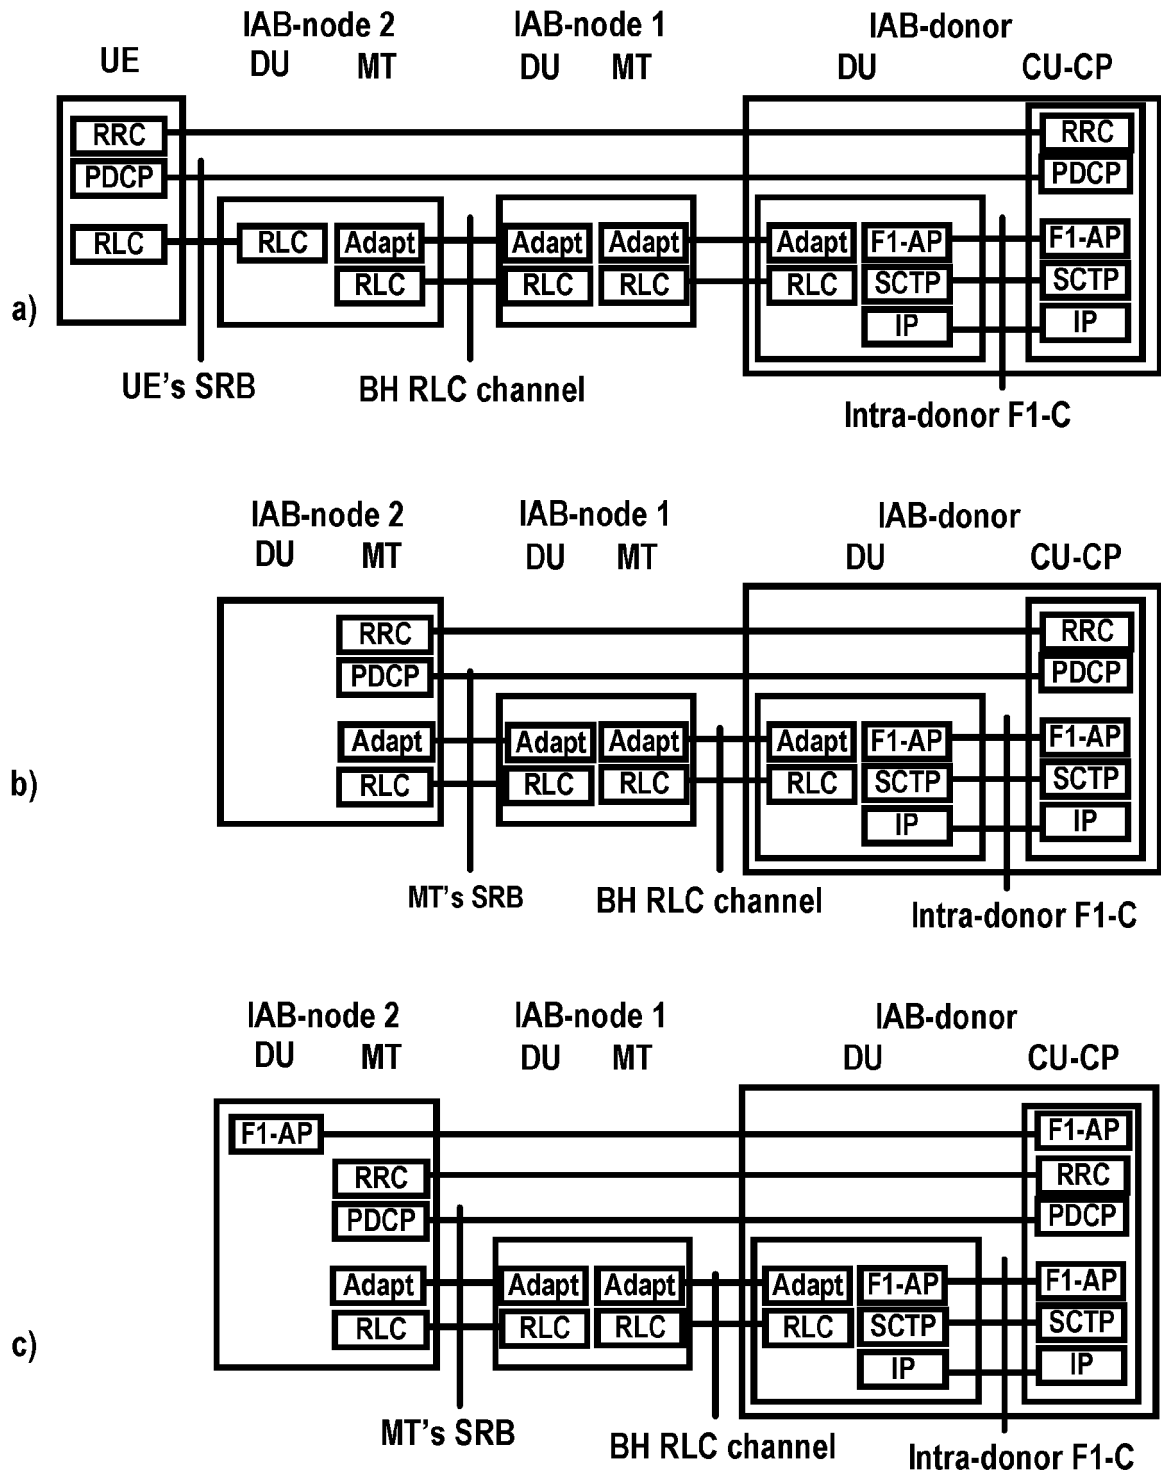 IAB-node 2 IAB-node 1 IAB-donor
UE DU MT DU MT DU CU-CP
RRC RRC
PDCP PDCP
RLC RLC Adapt Adapt Adapt Adapt F1-AP F1-AP
RLC RLC RLC RLC SCTP SCTP
a) IP IP
UE's SRB BH RLC channel
Intra-donor F1-C
IAB-node 2 IAB-node 1 IAB-donor
DU MT DU MT DU CU-CP
RRC RRC
PDCP PDCP
Adapt Adapt Adapt Adapt F1-AP F1-AP
b) RLC RLC RLC RLC SCTP SCTP
IP IP
MT's SRB BH RLC channel
Intra-donor F1-C
IAB-node 2 IAB-node 1 IAB-donor
DU MT DU MT DU CU-CP
F1-AP F1-AP
RRC RRC
PDCP PDCP
Adapt Adapt Adapt Adapt F1-AP F1-AP
c) RLC RLC RLC RLC SCTP SCTP
IP IP
MT's SRB BH RLC channel
Intra-donor F1-C